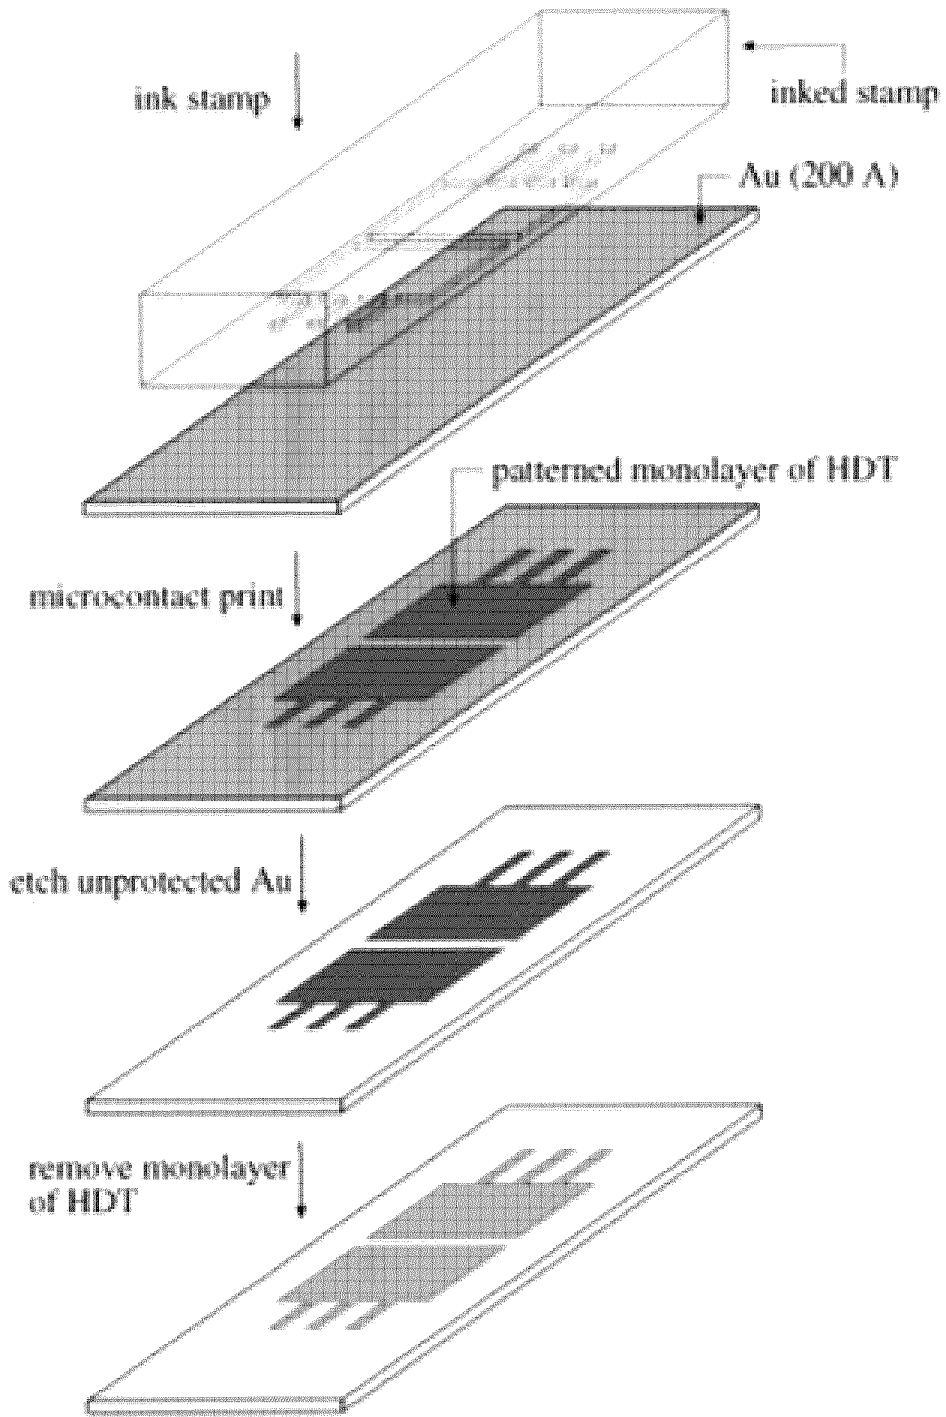 ink stamp
inked stamp
Au (200 A)
patterned monolayer of HDT
microcontact print
etch unprotected Au
remove monolayer
of HDT